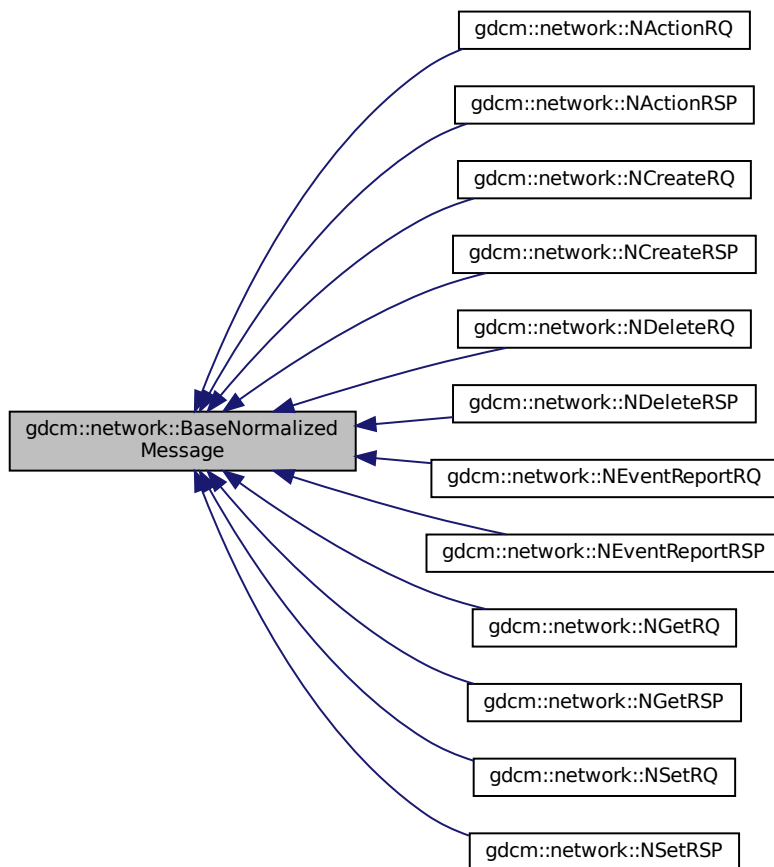 gdcm::network::NActionRQ
gdcm::network::NActionRSP
gdcm::network::NCreateRQ
gdcm::network::NCreateRSP
gdcm::network::NDeleteRQ
gdcm::network::NDeleteRSP
gdcm::network::BaseNormalized
Message
gdcm::network::NEventReportRQ
gdcm::network::NEventReportRSP
gdcm::network::NGetRQ
gdcm::network::NGetRSP
gdcm::network::NSetRQ
gdcm::network::NSetRSP